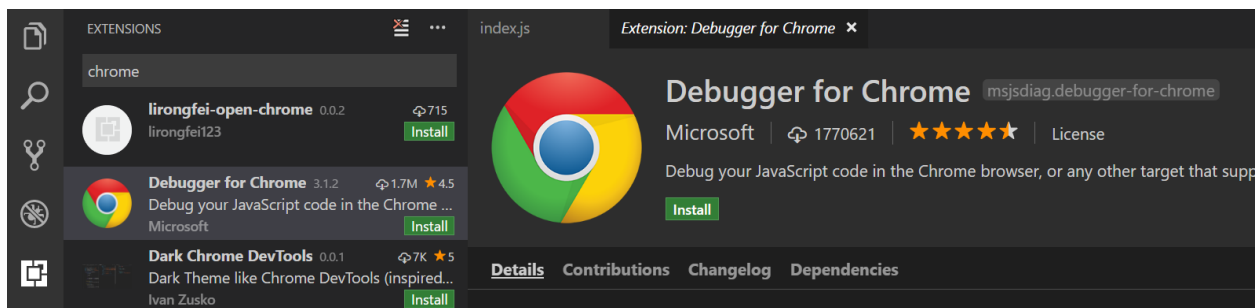 EXTENSIONS
chrome
lirongfei-open-chrome 0.0.2 715
lirongfei123 Install
Debugger for Chrome 3.1.2 1.7M 4.5
Debug your JavaScript code in the Chrome ...
Microsoft Install
Dark Chrome DevTools 0.0.1 7K 5
Dark Theme like Chrome DevTools (inspired...
Ivan Zusko Install
index.js Extension: Debugger for Chrome
Debugger for Chrome msjsdiag.debugger-for-chrome
Microsoft 1770621 License
Debug your JavaScript code in the Chrome browser, or any other target that supp
Install
Details Contributions Changelog Dependencies